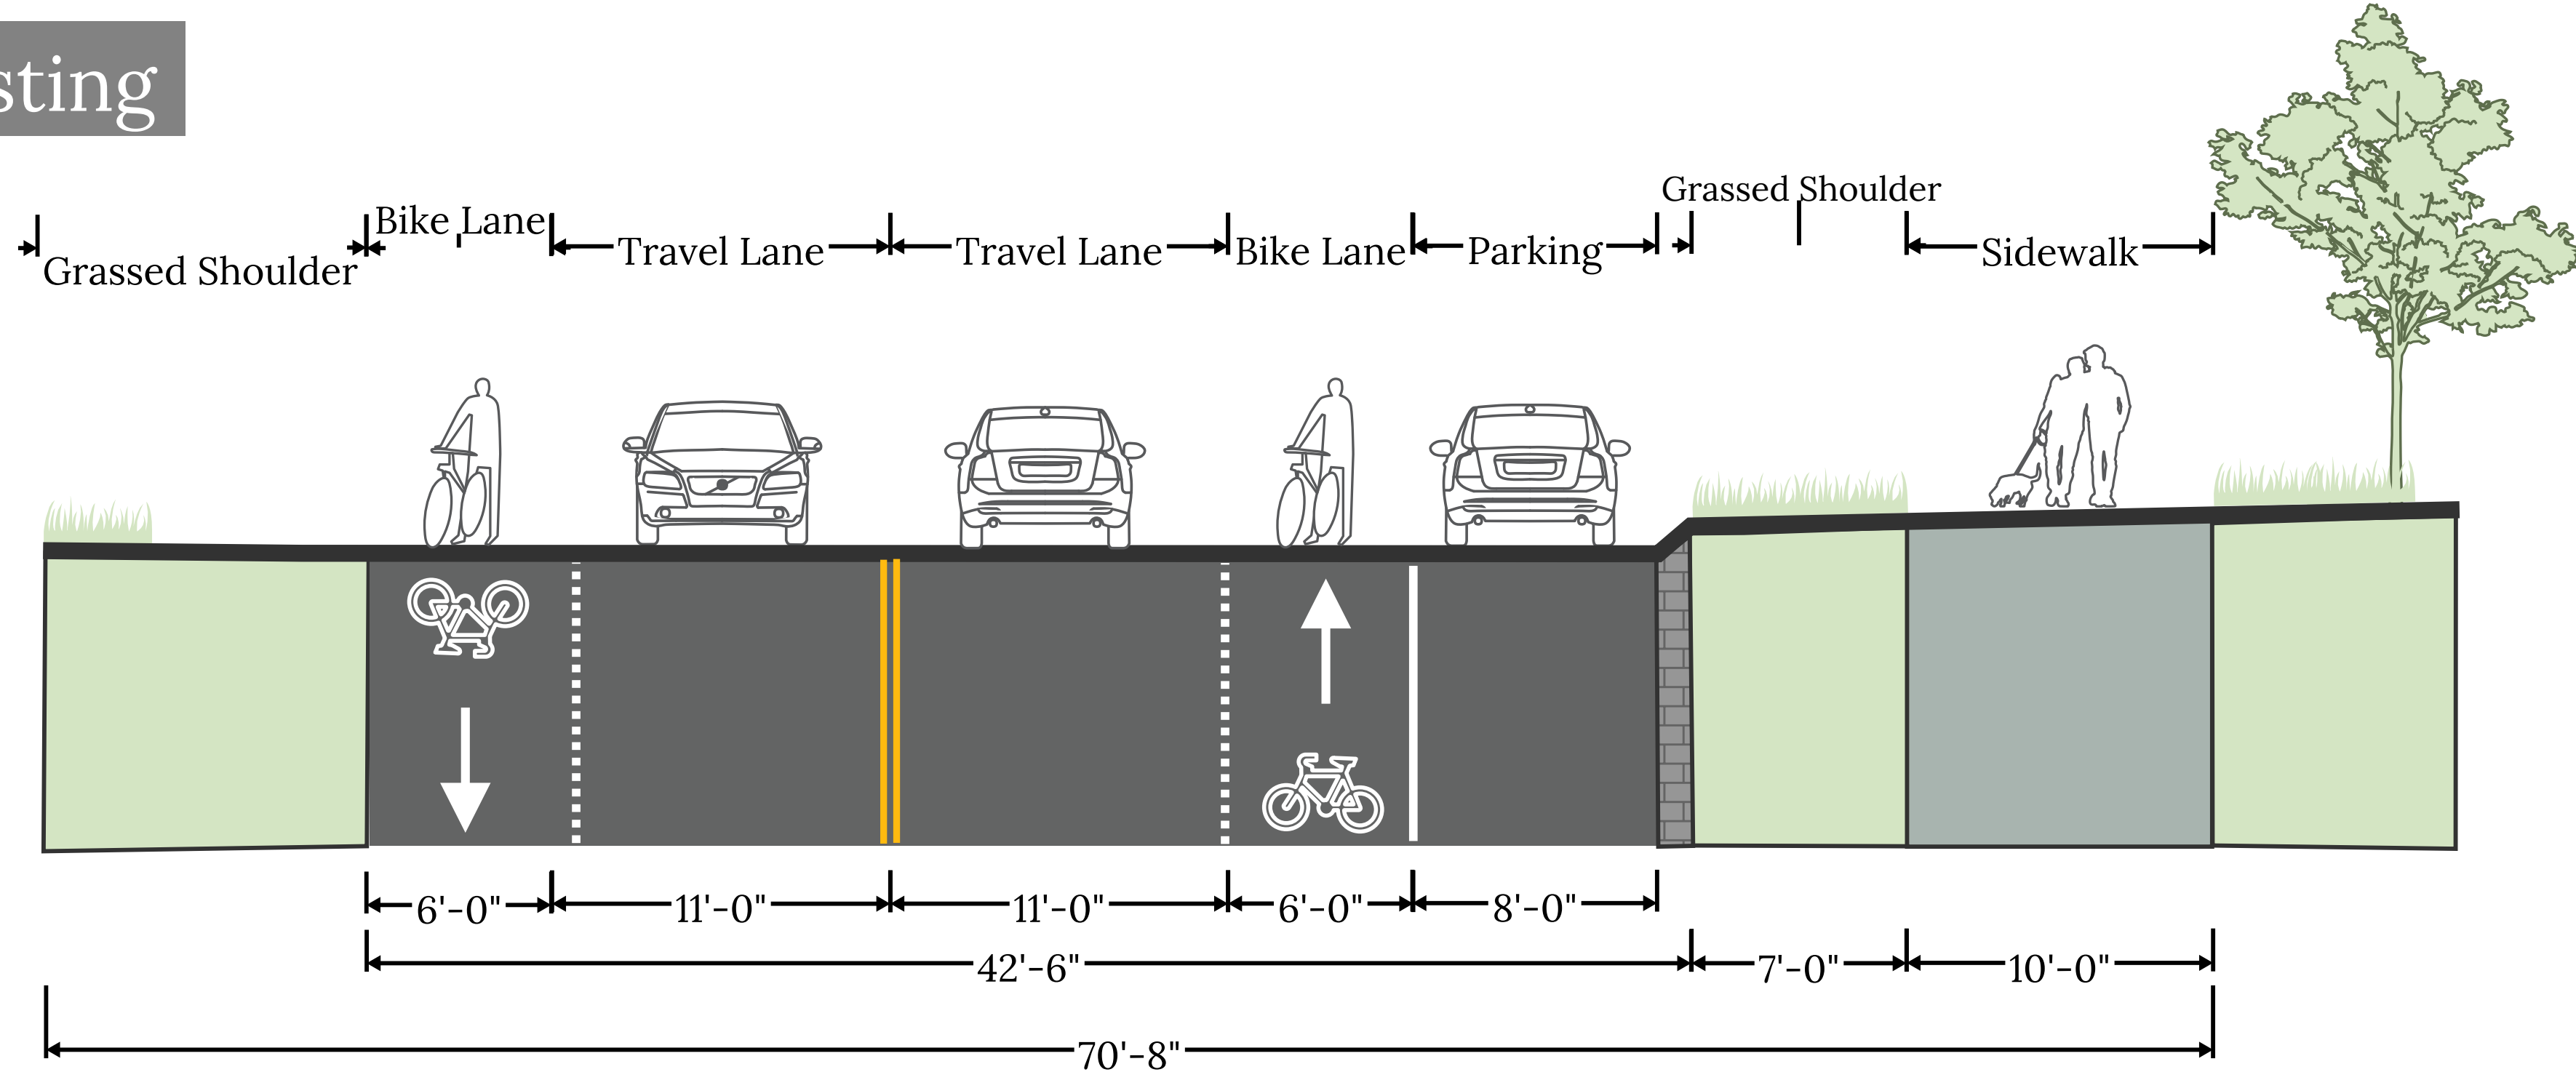 sting
Grassed Shoulder
Bike Lane
Travel Lane
Travel Lane
Bike Lane
Parking
Grassed Shoulder
Sidewalk
6'-0"
11'-0"
11'-0"
6'-0"
8'-0"
42'-6"
7'-0"
10'-0"
70'-8"